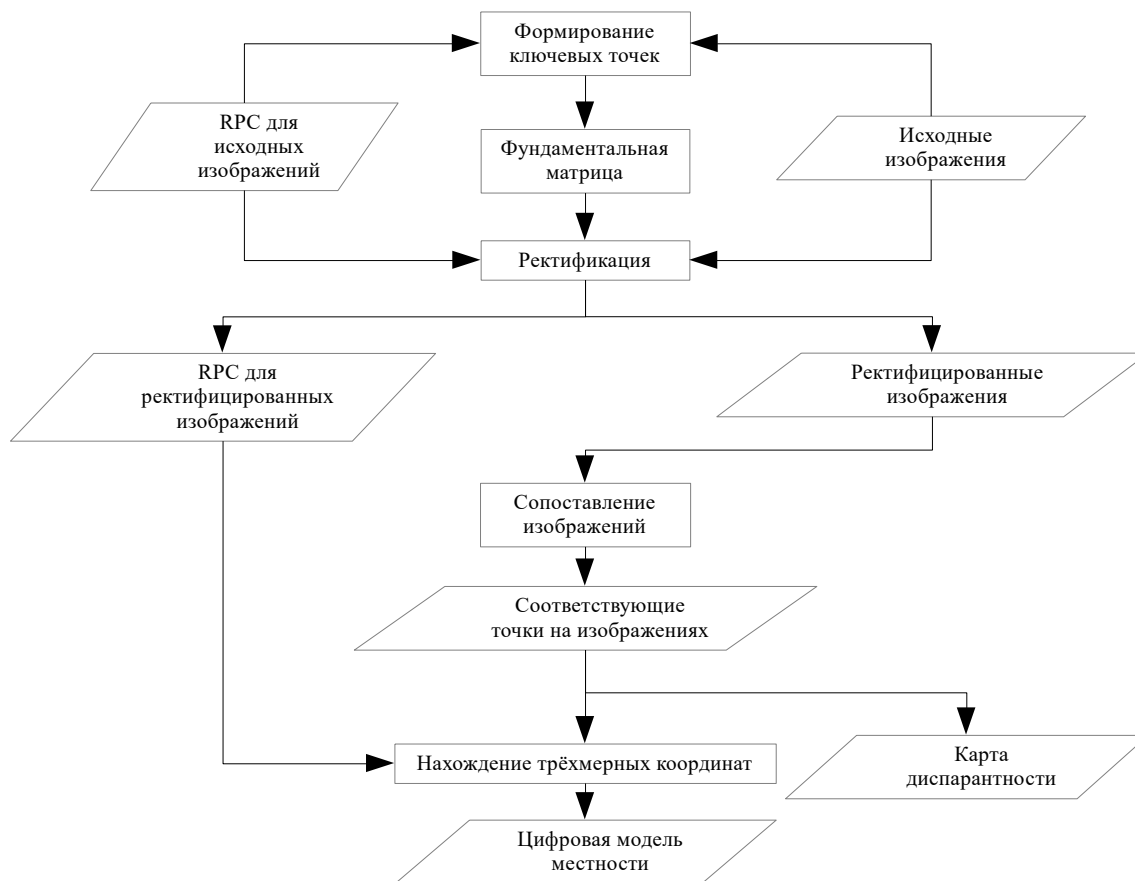 Формирование
ключевых точек
RPC для
исходных
изображений
Фундаментальная
матрица
Исходные
изображения
Ректификация
RPC для
ректифицированных
изображений
Ректифицированные
изображения
Сопоставление
изображений
Соответствующие
точки на изображениях
Нахождение трёхмерных координат
Карта
диспарантности
Цифровая модель
местности